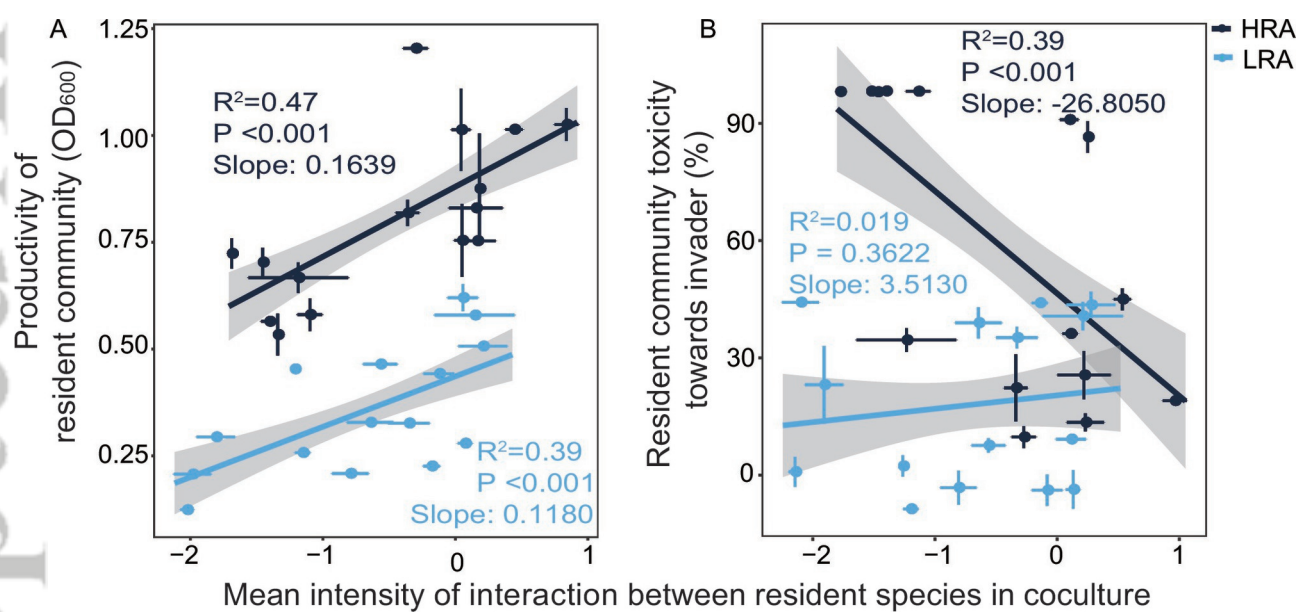 A
B
HRA
LRA
Productivity of
resident community (OD600)
1.25
1.00
0.75
0.50
0.25
R²=0.47
P <0.001
Slope: 0.1639
R²=0.39
P <0.001
Slope: 0.1180
−2
−1
0
1
Resident community toxicity
towards invader (%)
90
60
30
0
R²=0.39
P <0.001
Slope: -26.8050
R²=0.019
P = 0.3622
Slope: 3.5130
−2
−1
0
1
Mean intensity of interaction between resident species in coculture